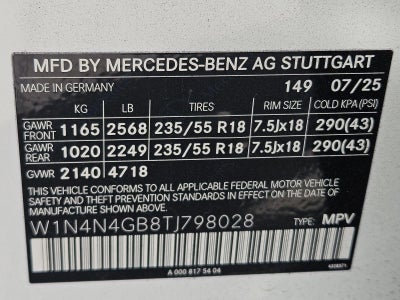 MFD BY MERCEDES-BENZ AG STUTTGART
MADE IN GERMANY 149 07/25
KG LB TIRES RIM SIZE COLD KPA (PSI)
GAWR FRONT 1165 2568 235/55 R18 7.5Jx18 290(43)
GAWR REAR 1020 2249 235/55 R18 7.5Jx18 290(43)
GVWR 2140 4718
THIS VEHICLE CONFORMS TO ALL APPLICABLE FEDERAL MOTOR VEHICLE
SAFETY AND THEFT PREVENTION STANDARDS IN EFFECT ON THE DATE OF
MANUFACTURE SHOWN ABOVE.
W1N4N4GB8TJ798028 TYPE: MPV
A 000 817 54 04